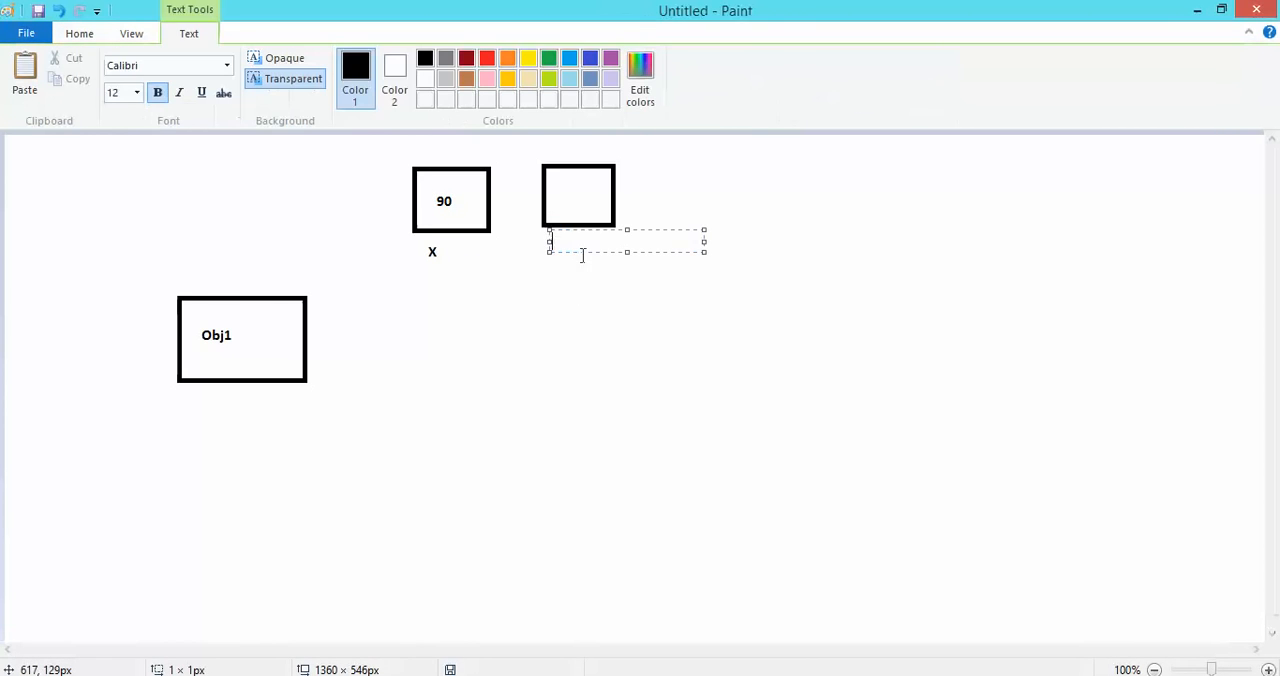 Text Tools
Untitled - Paint
File
Home
View
Text
Paste
Cut
Copy
Clipboard
Calibri
12
B
I
U
abc
Font
Opaque
Transparent
Background
Color
1
Color
2
Edit
colors
Colors
90
X
Obj1
617, 129px
1 × 1px
1360 × 546px
100%